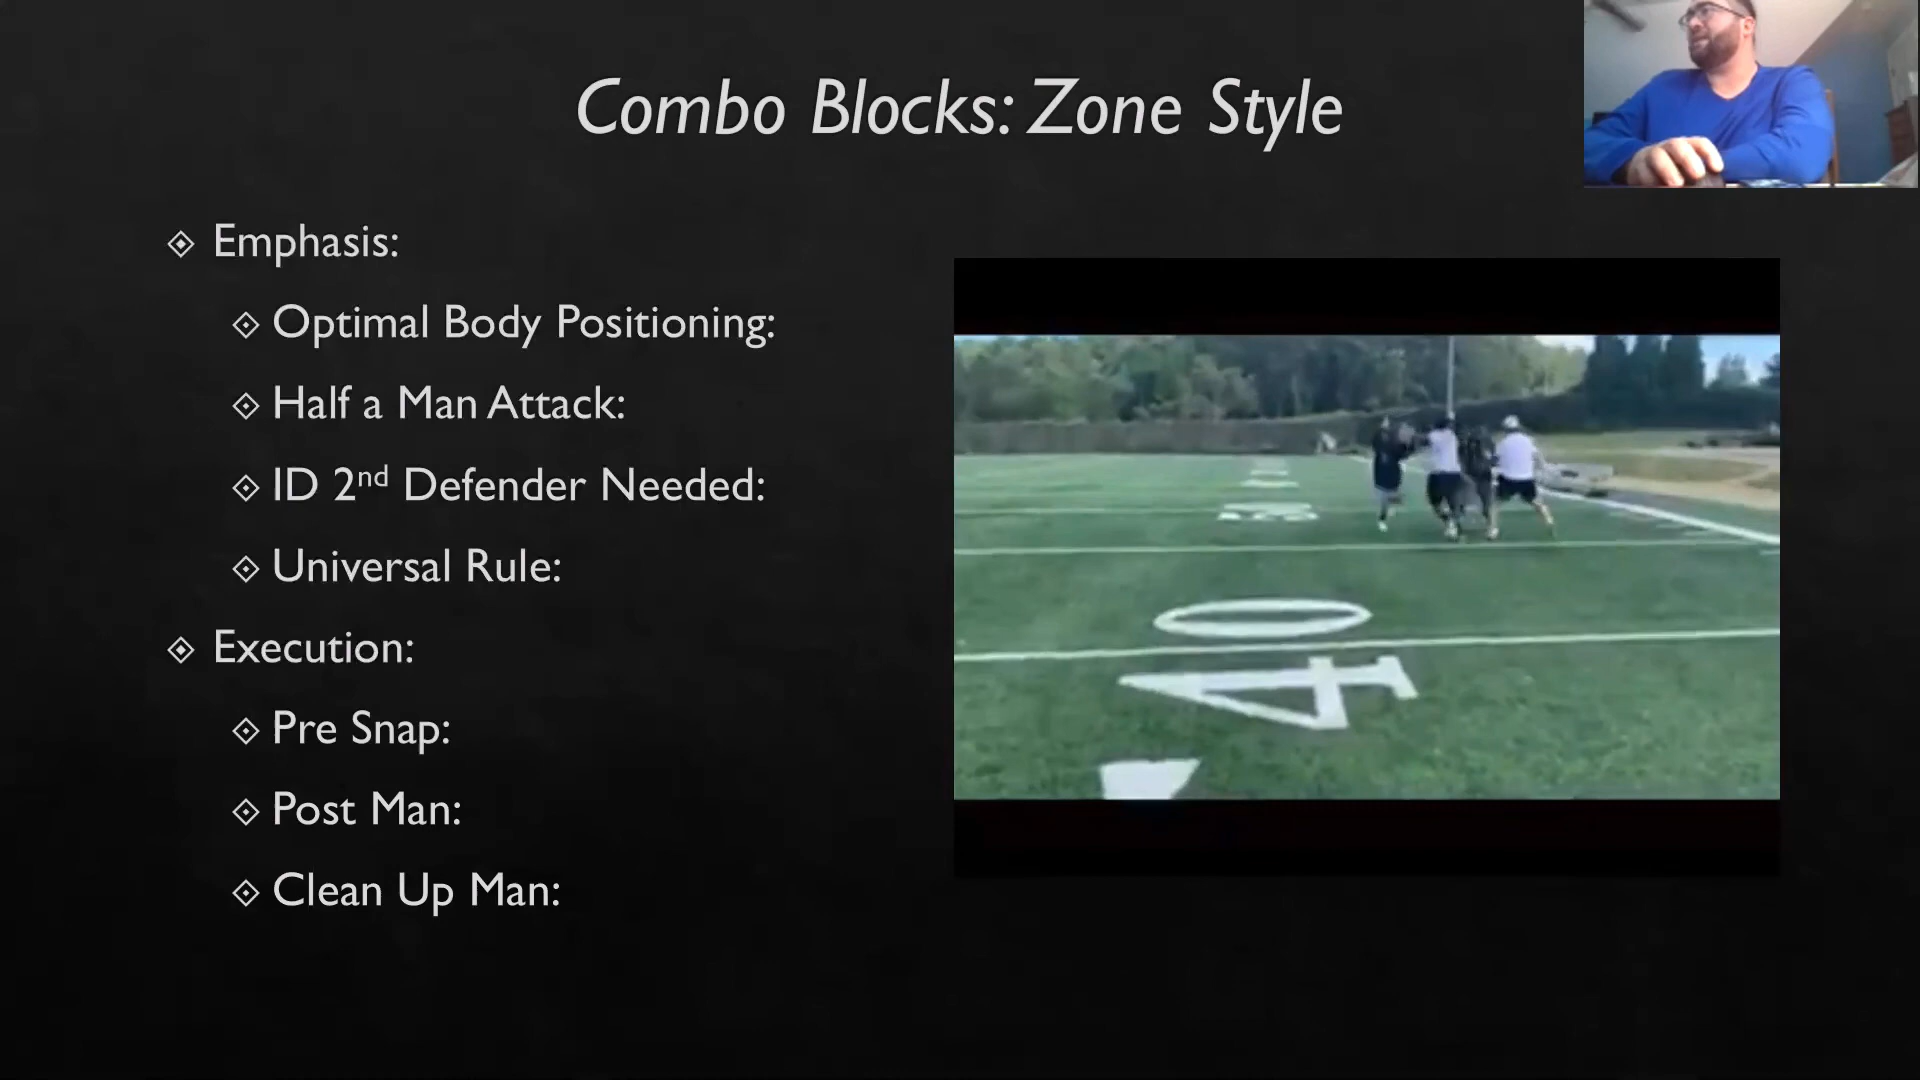 Combo Blocks: Zone Style
Emphasis:
Optimal Body Positioning:
Half a Man Attack:
ID 2nd Defender Needed:
Universal Rule:
Execution:
Pre Snap:
Post Man:
Clean Up Man:
40